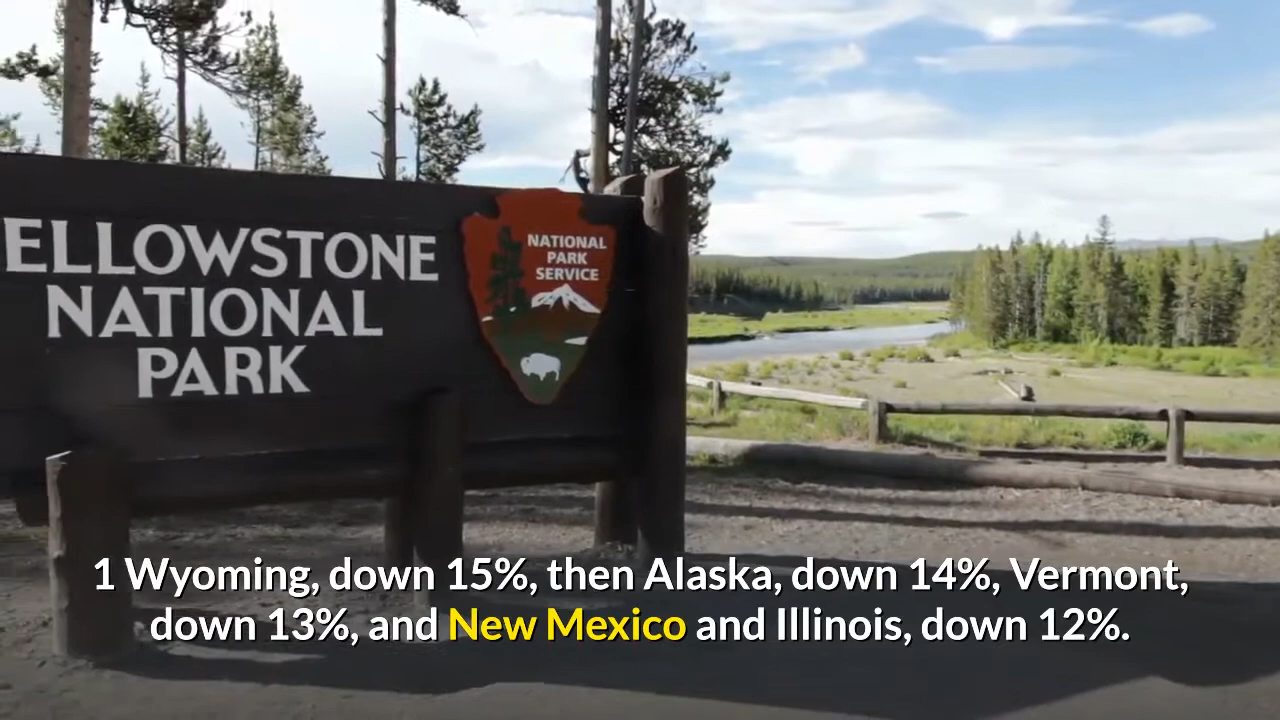 ELLOWSTONE
NATIONAL
PARK
NATIONAL
PARK
SERVICE
1 Wyoming, down 15%, then Alaska, down 14%, Vermont,
down 13%, and New Mexico and Illinois, down 12%.